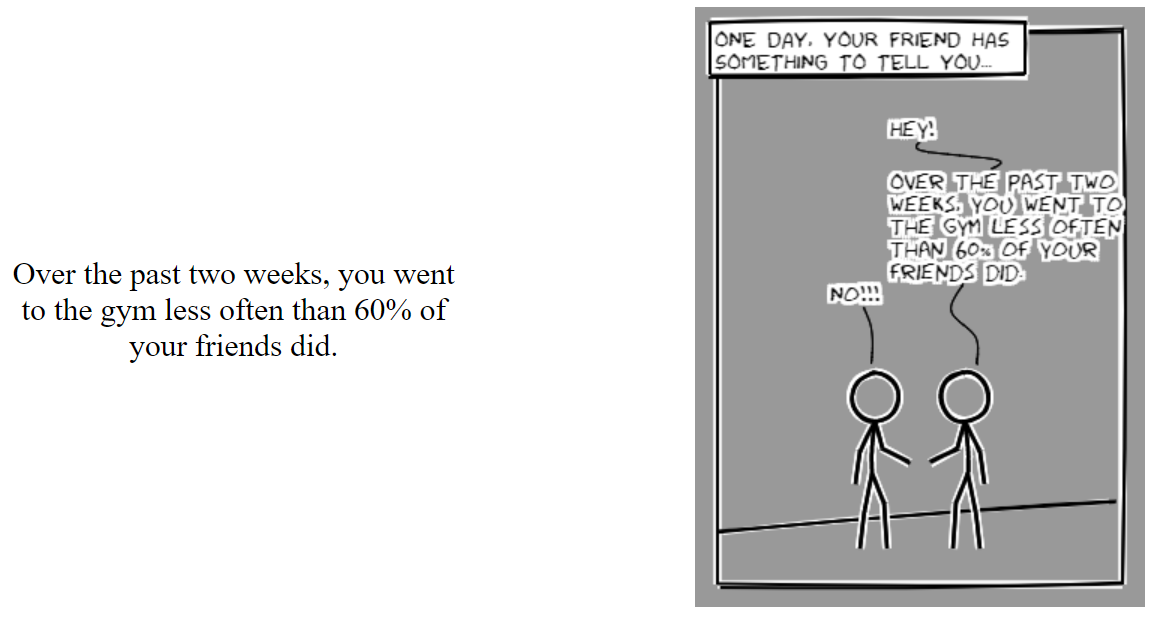 Over the past two weeks, you went
to the gym less often than 60% of
your friends did.
ONE DAY, YOUR FRIEND HAS
SOMETHING TO TELL YOU...
HEY!
OVER THE PAST TWO
WEEKS, YOU WENT TO
THE GYM LESS OFTEN
THAN 60% OF YOUR
FRIENDS DID.
NO!!!